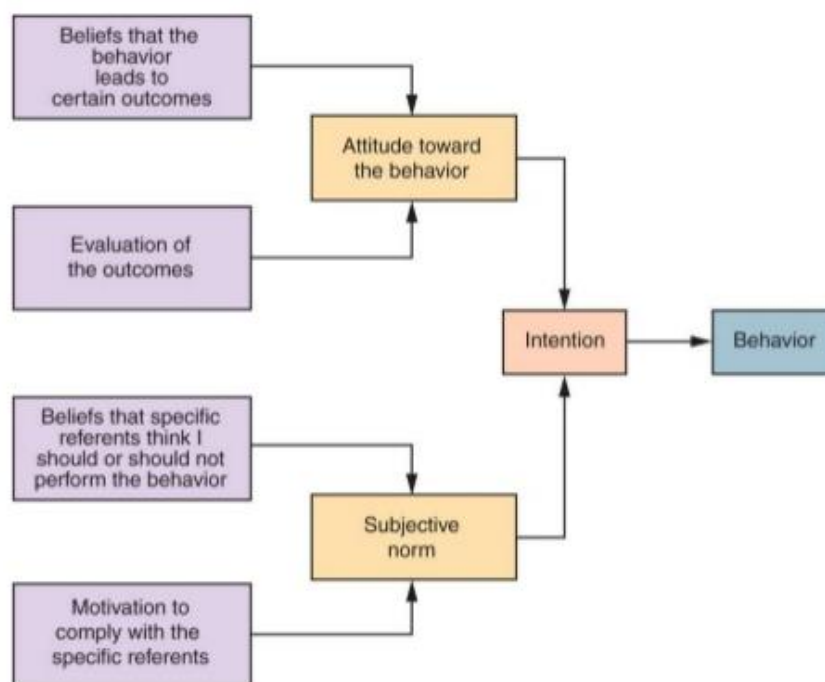 Beliefs that the
behavior
leads to
certain outcomes
Attitude toward
the behavior
Evaluation of
the outcomes
Intention
Behavior
Beliefs that specific
referents think I
should or should not
perform the behavior
Subjective
norm
Motivation to
comply with the
specific referents